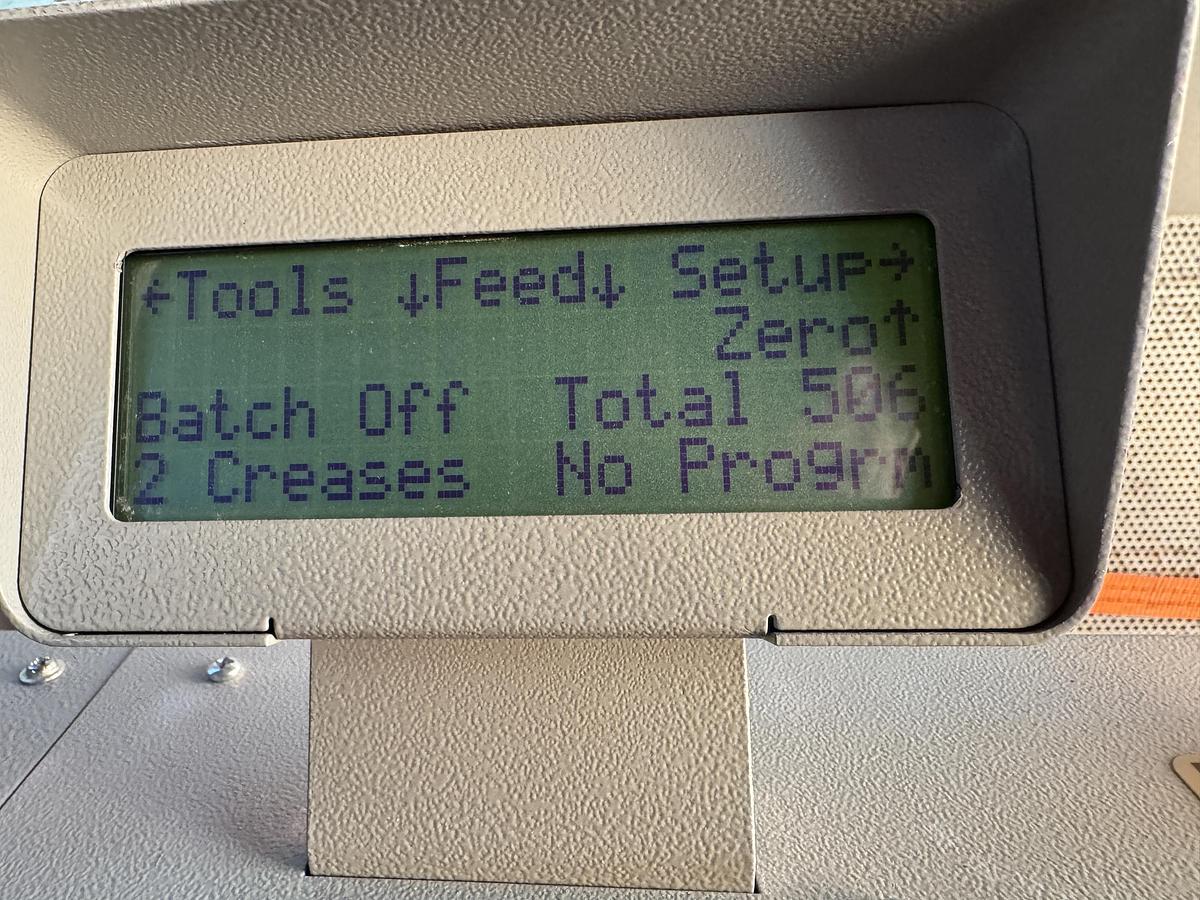 ←Tools ↓Feed↓ Setup→
Zero↑
Batch Off Total 506
2 Creases No Progrm